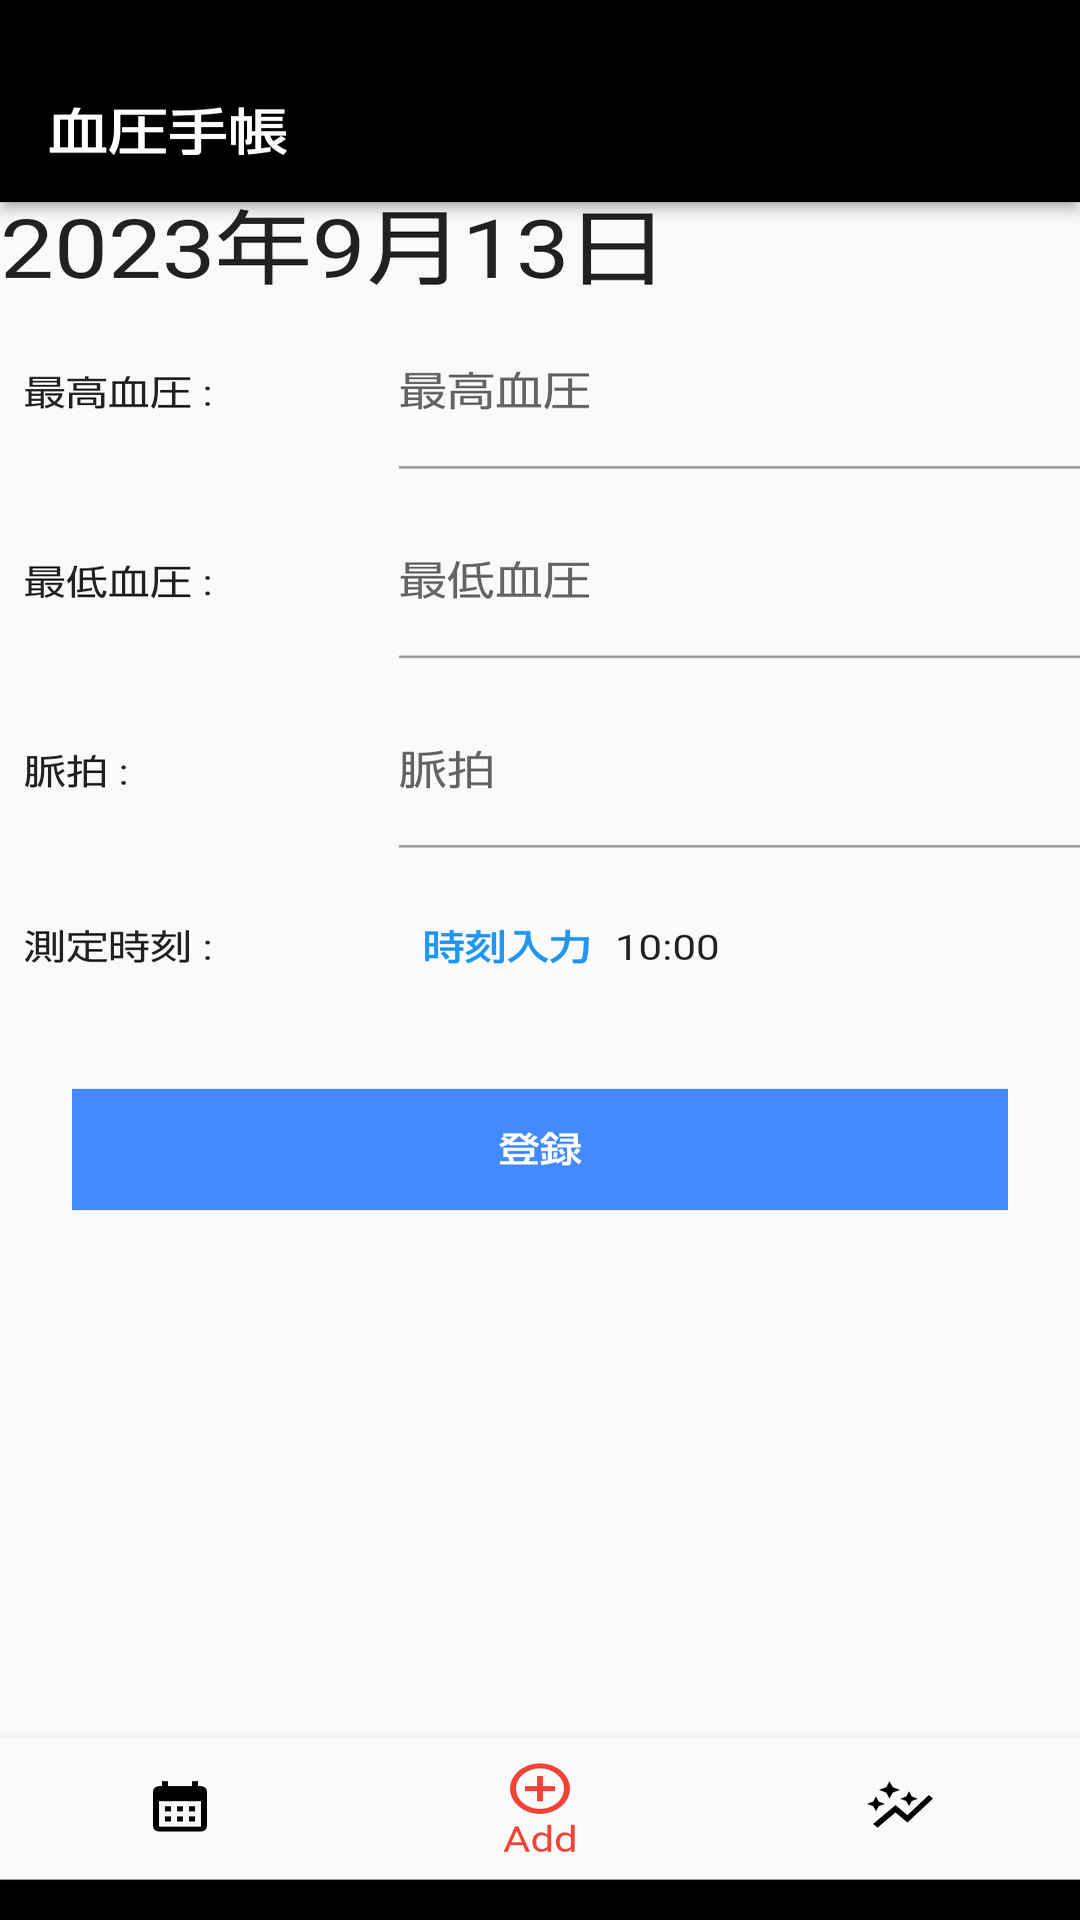 血圧手帳
2023年9月13日
最高血圧 : 最高血圧
最低血圧 : 最低血圧
脈拍 : 脈拍
測定時刻 : 時刻入力 10:00
登録
Add